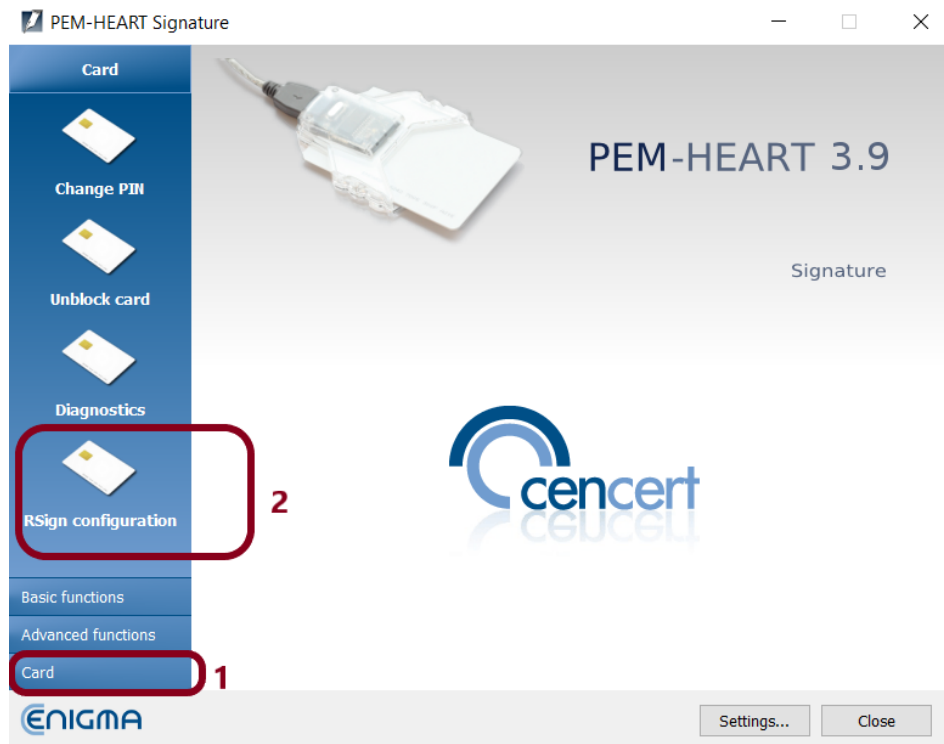 PEM-HEART Signature
Card
Change PIN
Unblock card
Diagnostics
RSign configuration
2
Basic functions
Advanced functions
Card
1
PEM-HEART 3.9
Signature
cencert
ENIGMA
Settings...
Close